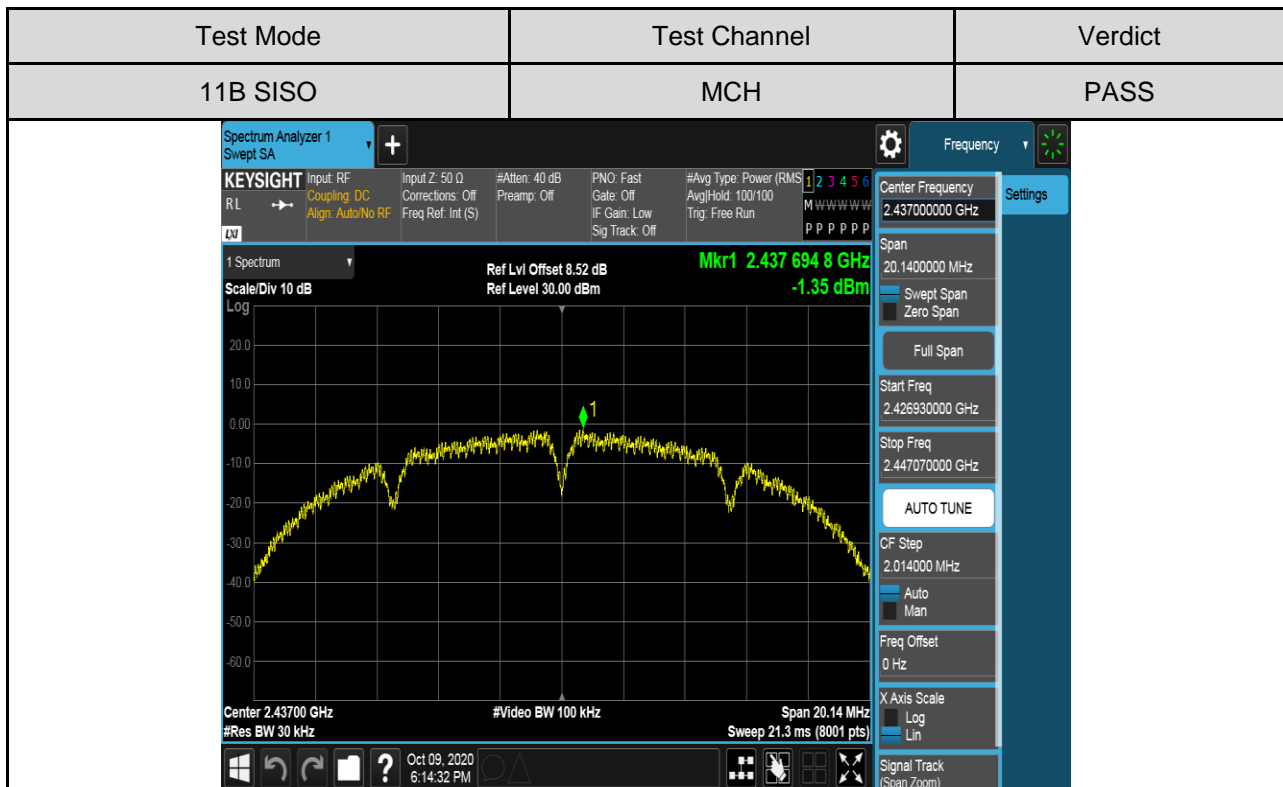 Test Mode Test Channel Verdict
11B SISO MCH PASS
Spectrum Analyzer 1
Swept SA
Frequency
KEYSIGHT Input: RF Input Z: 50 Ω #Atten: 40 dB PNO: Fast #Avg Type: Power (RMS 1 2 3 4 5 6
RL Coupling: DC Corrections: Off Preamp: Off Gate: Off Avg|Hold: 100/100 M W W W W W
Align: Auto/No RF Freq Ref: Int (S) IF Gain: Low Trig: Free Run
LXI Sig Track: Off P P P P P P
1 Spectrum Ref Lvl Offset 8.52 dB Mkr1 2.437 694 8 GHz
Scale/Div 10 dB Ref Level 30.00 dBm -1.35 dBm
Log
20.0
10.0
1
0.00
-10.0
-20.0
-30.0
-40.0
-50.0
-60.0
Center 2.43700 GHz #Video BW 100 kHz Span 20.14 MHz
#Res BW 30 kHz Sweep 21.3 ms (8001 pts)
?
Oct 09, 2020
6:14:32 PM
Center Frequency
2.437000000 GHz
Settings
Span
20.1400000 MHz
Swept Span
Zero Span
Full Span
Start Freq
2.426930000 GHz
Stop Freq
2.447070000 GHz
AUTO TUNE
CF Step
2.014000 MHz
Auto
Man
Freq Offset
0 Hz
X Axis Scale
Log
Lin
Signal Track
(Span Zoom)